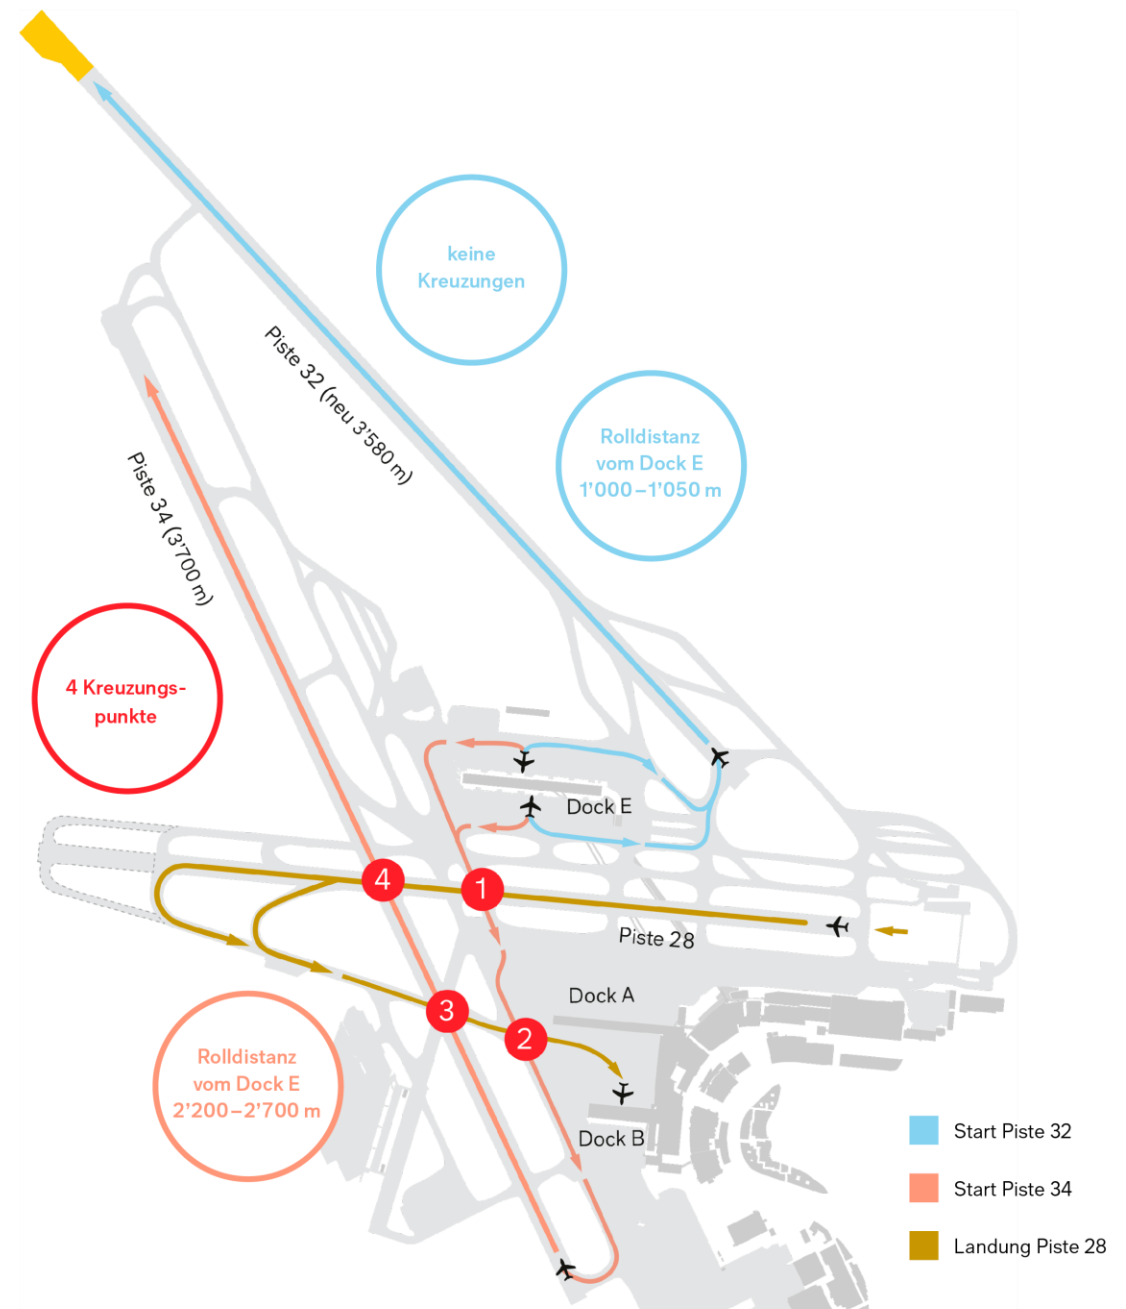 keine
Kreuzungen
Piste 32 (neu 3’580 m)
Rolldistanz
vom Dock E
1’000–1’050 m
Piste 34 (3’700 m)
4 Kreuzungs-
punkte
Dock E
4
1
Piste 28
Dock A
3
2
Rolldistanz
vom Dock E
2’200–2’700 m
Dock B
Start Piste 32
Start Piste 34
Landung Piste 28